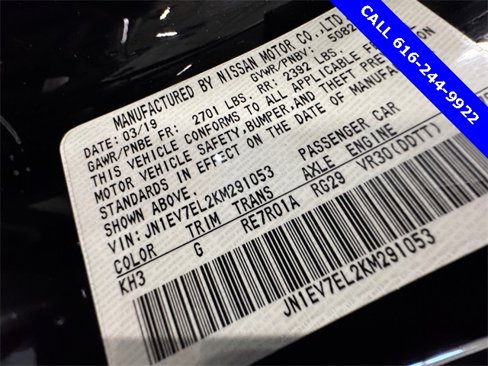 CALL 616-244-9922
MANUFACTURED BY NISSAN MOTOR CO.,LTD.
DATE: 03/19 GVWR/PNBV: 5082
GAWR/PNBE FR: 2701 LBS. RR: 2392 LBS.
THIS VEHICLE CONFORMS TO ALL APPLICABLE
MOTOR VEHICLE SAFETY,BUMPER,AND THEFT PREVENTION
STANDARDS IN EFFECT ON THE DATE OF MANUFACTURE
SHOWN ABOVE.
VIN: JN1EV7EL2KM291053 PASSENGER CAR
COLOR TRIM TRANS AXLE ENGINE
KH3 G RE7R01A RG29 VR30(DDTT)
JN1EV7EL2KM291053